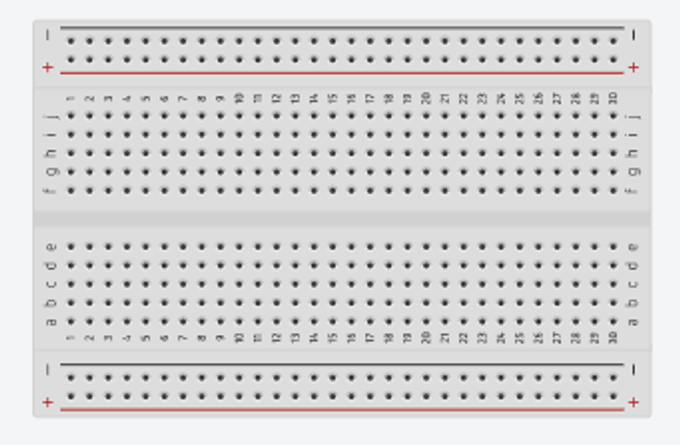 − −
+ +
1 2 3 4 5 6 7 8 9 10 11 12 13 14 15 16 17 18 19 20 21 22 23 24 25 26 27 28 29 30
j j
i i
h h
g g
f f
e e
d d
c c
b b
a a
1 2 3 4 5 6 7 8 9 10 11 12 13 14 15 16 17 18 19 20 21 22 23 24 25 26 27 28 29 30
− −
+ +